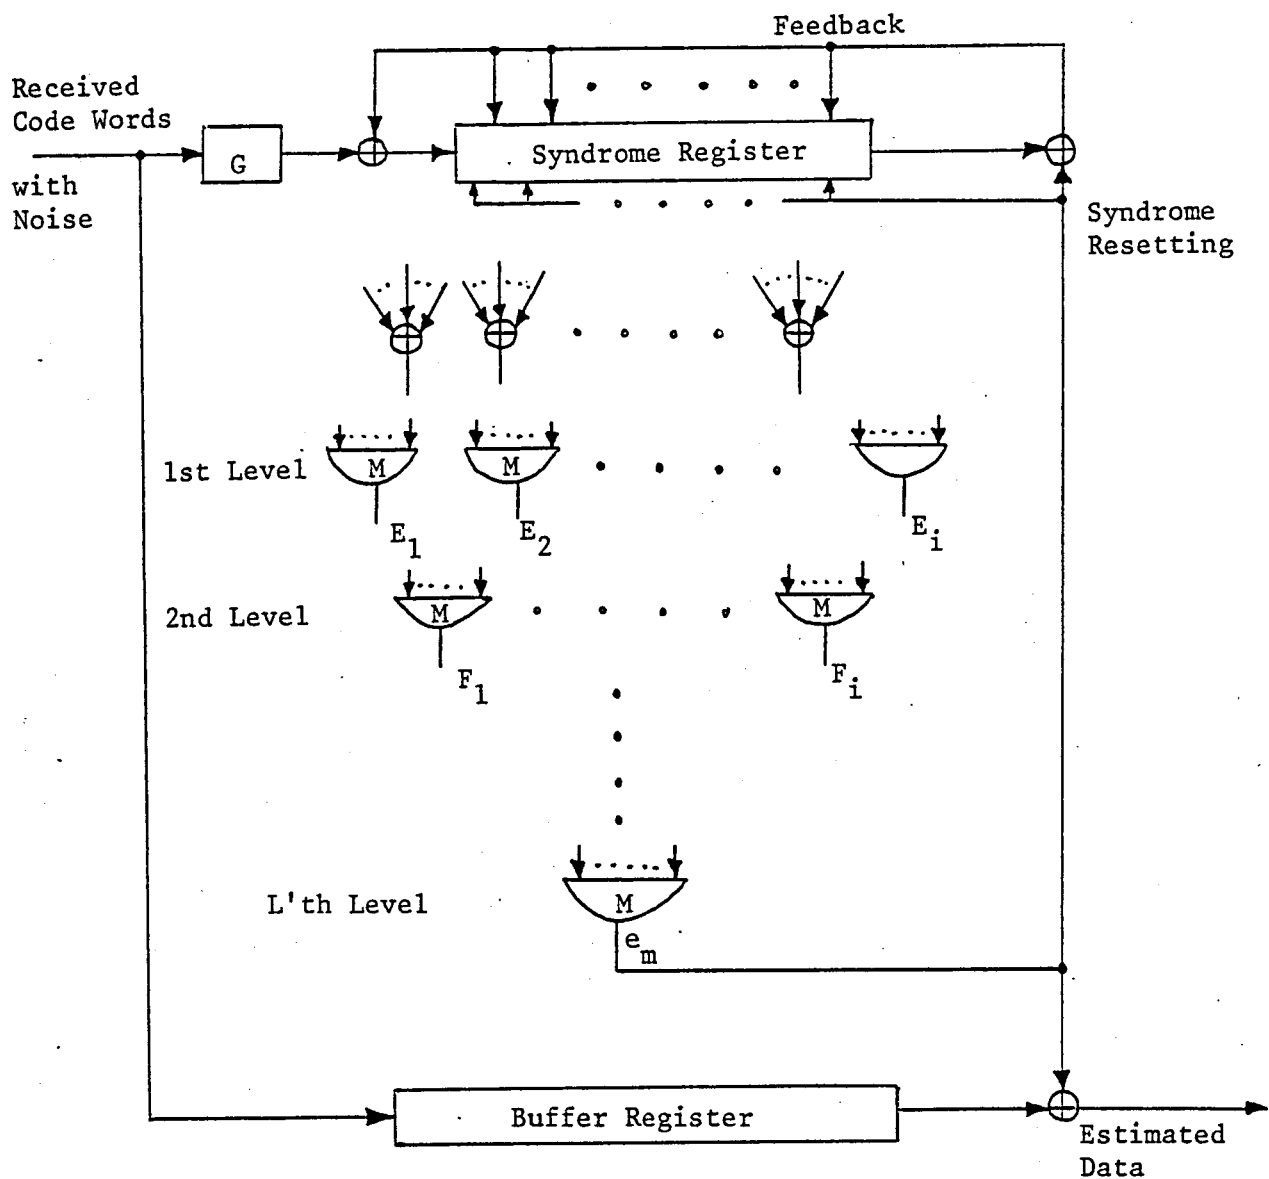 Feedback
Received
Code Words
with
Noise
G
Syndrome Register
Syndrome
Resetting
1st Level
M
M
E1
E2
Ei
2nd Level
M
M
F1
Fi
L'th Level
M
em
Buffer Register
Estimated
Data